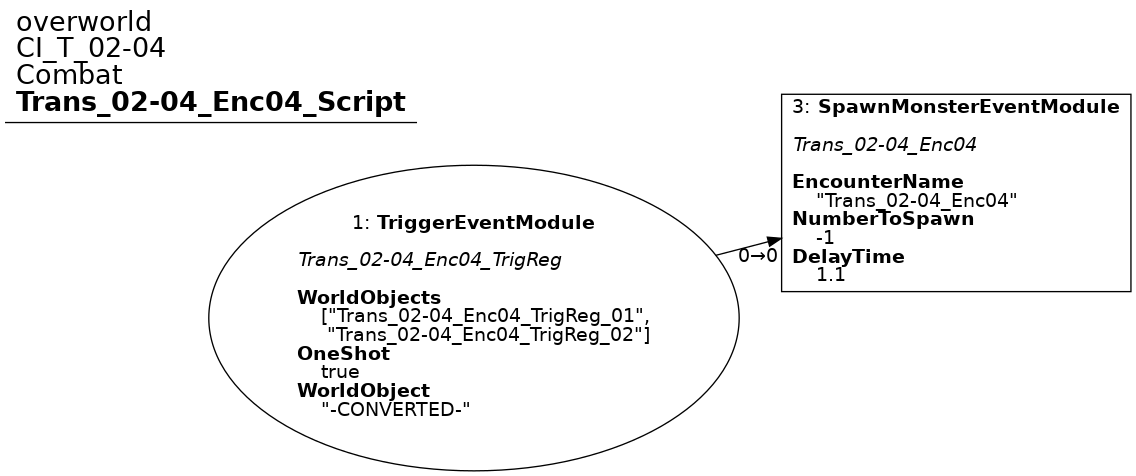 overworld
CI_T_02-04
Combat
Trans_02-04_Enc04_Script
1: TriggerEventModule
Trans_02-04_Enc04_TrigReg
WorldObjects
["Trans_02-04_Enc04_TrigReg_01",
"Trans_02-04_Enc04_TrigReg_02"]
OneShot
true
WorldObject
"-CONVERTED-"
0→0
3: SpawnMonsterEventModule
Trans_02-04_Enc04
EncounterName
"Trans_02-04_Enc04"
NumberToSpawn
-1
DelayTime
1.1